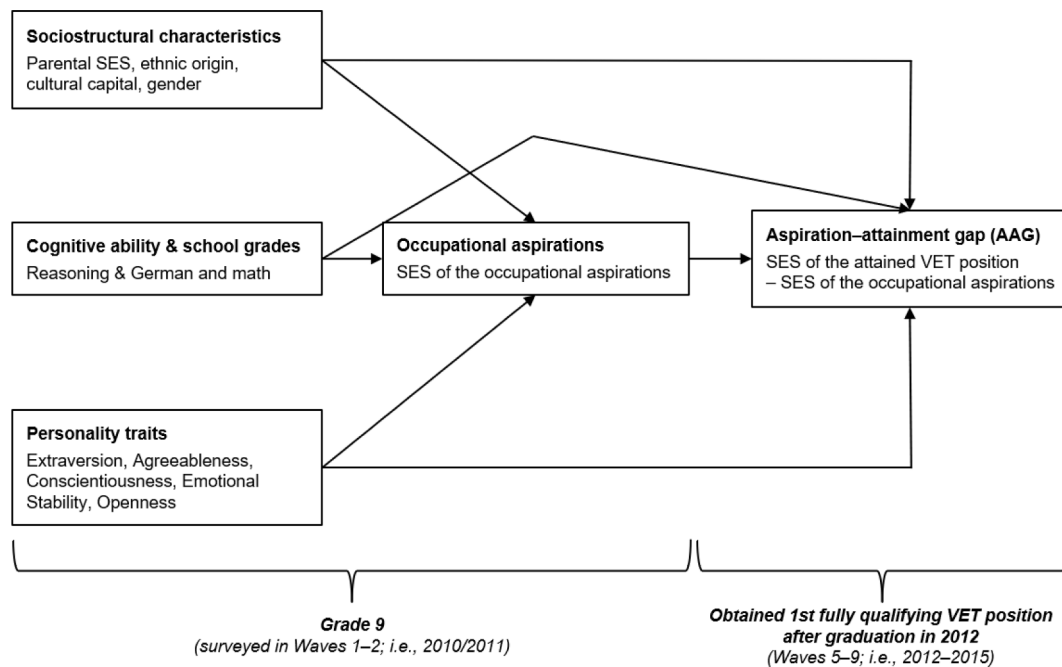 Sociostructural characteristics
Parental SES, ethnic origin,
cultural capital, gender
Cognitive ability & school grades
Reasoning & German and math
Occupational aspirations
SES of the occupational aspirations
Aspiration–attainment gap (AAG)
SES of the attained VET position
– SES of the occupational aspirations
Personality traits
Extraversion, Agreeableness,
Conscientiousness, Emotional
Stability, Openness
Grade 9
(surveyed in Waves 1–2; i.e., 2010/2011)
Obtained 1st fully qualifying VET position
after graduation in 2012
(Waves 5–9; i.e., 2012–2015)